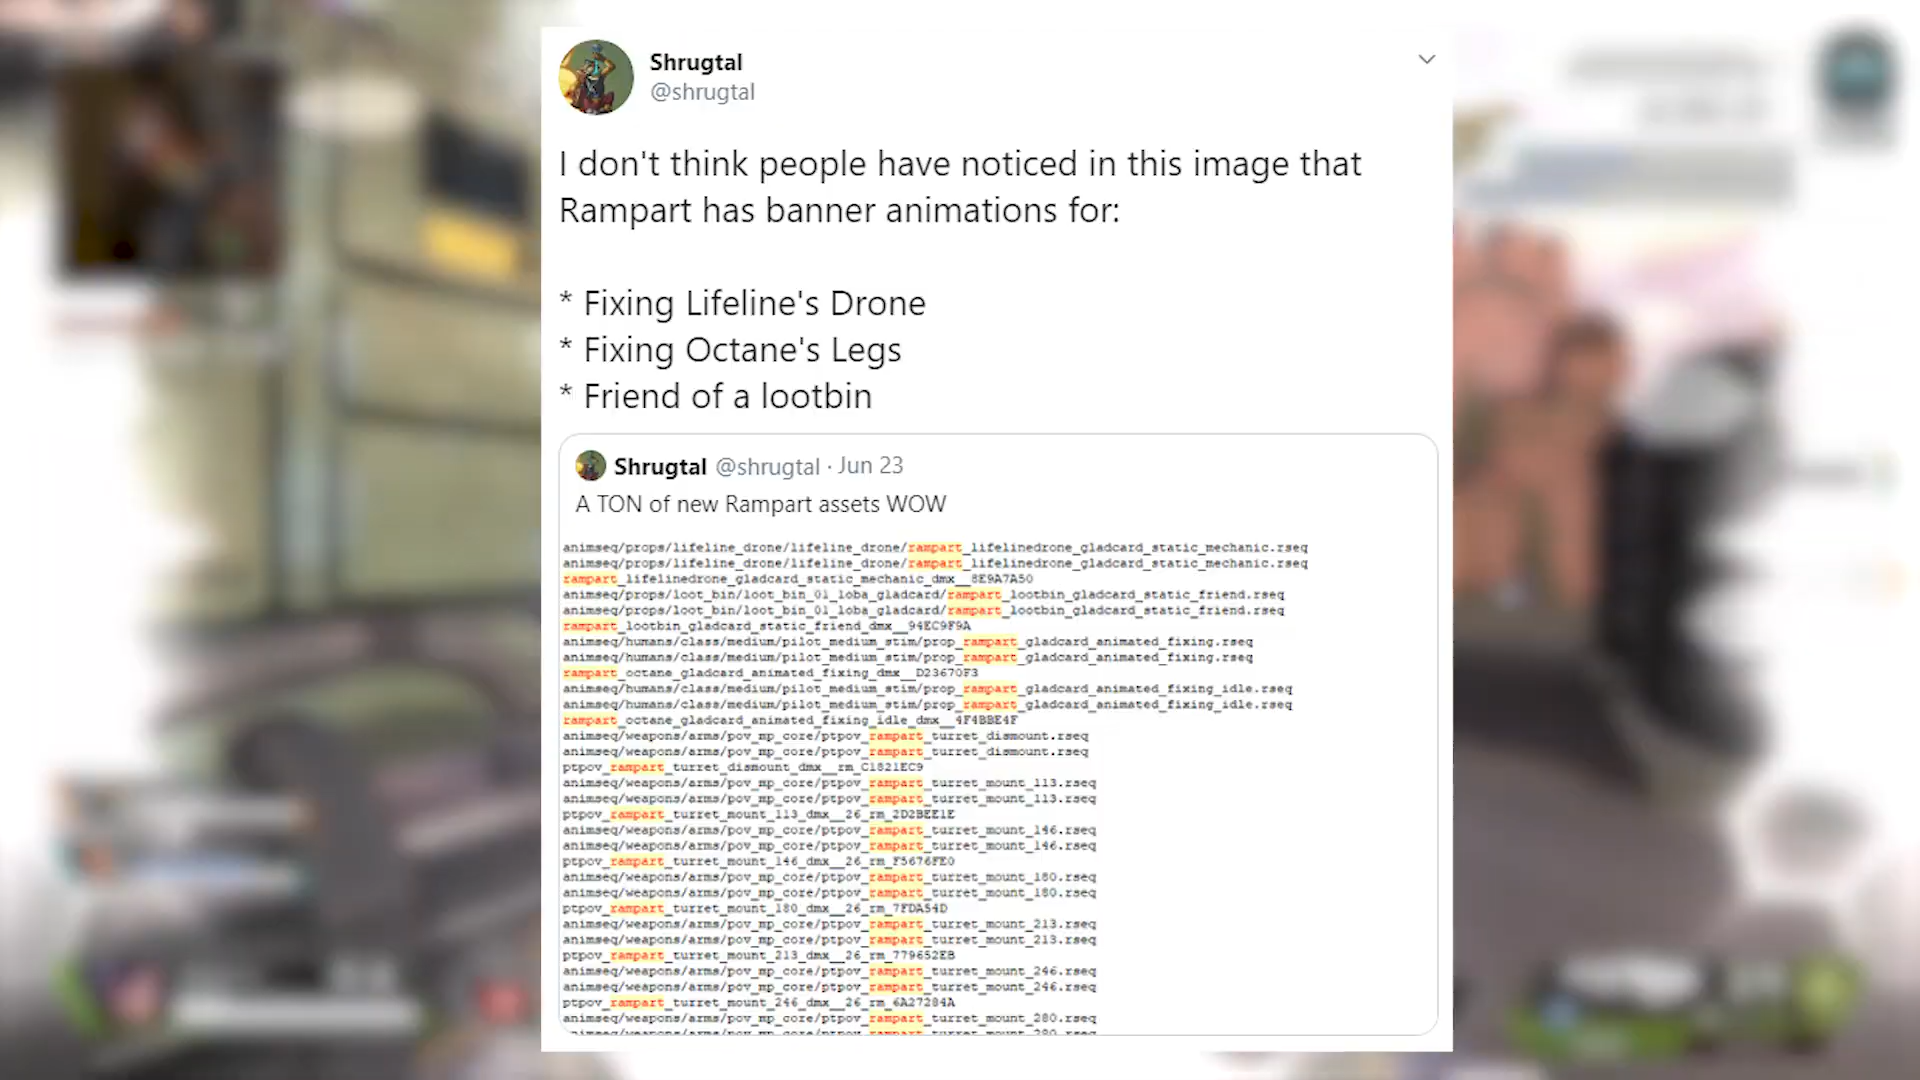 Shrugtal
@shrugtal
I don't think people have noticed in this image that
Rampart has banner animations for:
* Fixing Lifeline's Drone
* Fixing Octane's Legs
* Friend of a lootbin
Shrugtal @shrugtal · Jun 23
A TON of new Rampart assets WOW
animseq/props/lifeline_drone/lifeline_drone/rampart_lifelinedrone_gladcard_static_mechanic.rseq
animseq/props/lifeline_drone/lifeline_drone/rampart_lifelinedrone_gladcard_static_mechanic.rseq
rampart_lifelinedrone_gladcard_static_mechanic_dmx__8E9A7A50
animseq/props/loot_bin/loot_bin_01_loba_gladcard/rampart_lootbin_gladcard_static_friend.rseq
animseq/props/loot_bin/loot_bin_01_loba_gladcard/rampart_lootbin_gladcard_static_friend.rseq
rampart_lootbin_gladcard_static_friend_dmx__94EC9F9A
animseq/humans/class/medium/pilot_medium_stim/prop_rampart_gladcard_animated_fixing.rseq
animseq/humans/class/medium/pilot_medium_stim/prop_rampart_gladcard_animated_fixing.rseq
rampart_octane_gladcard_animated_fixing_dmx__D23670F3
animseq/humans/class/medium/pilot_medium_stim/prop_rampart_gladcard_animated_fixing_idle.rseq
animseq/humans/class/medium/pilot_medium_stim/prop_rampart_gladcard_animated_fixing_idle.rseq
rampart_octane_gladcard_animated_fixing_idle_dmx__4F4BBE4F
animseq/weapons/arms/pov_mp_core/ptpov_rampart_turret_dismount.rseq
animseq/weapons/arms/pov_mp_core/ptpov_rampart_turret_dismount.rseq
ptpov_rampart_turret_dismount_dmx__rm_C1821EC9
animseq/weapons/arms/pov_mp_core/ptpov_rampart_turret_mount_113.rseq
animseq/weapons/arms/pov_mp_core/ptpov_rampart_turret_mount_113.rseq
ptpov_rampart_turret_mount_113_dmx__26_rm_2D2BEE1E
animseq/weapons/arms/pov_mp_core/ptpov_rampart_turret_mount_146.rseq
animseq/weapons/arms/pov_mp_core/ptpov_rampart_turret_mount_146.rseq
ptpov_rampart_turret_mount_146_dmx__26_rm_F5676FE0
animseq/weapons/arms/pov_mp_core/ptpov_rampart_turret_mount_180.rseq
animseq/weapons/arms/pov_mp_core/ptpov_rampart_turret_mount_180.rseq
ptpov_rampart_turret_mount_180_dmx__26_rm_7FDA54D
animseq/weapons/arms/pov_mp_core/ptpov_rampart_turret_mount_213.rseq
animseq/weapons/arms/pov_mp_core/ptpov_rampart_turret_mount_213.rseq
ptpov_rampart_turret_mount_213_dmx__26_rm_779652EB
animseq/weapons/arms/pov_mp_core/ptpov_rampart_turret_mount_246.rseq
animseq/weapons/arms/pov_mp_core/ptpov_rampart_turret_mount_246.rseq
ptpov_rampart_turret_mount_246_dmx__26_rm_6A27284A
animseq/weapons/arms/pov_mp_core/ptpov_rampart_turret_mount_280.rseq